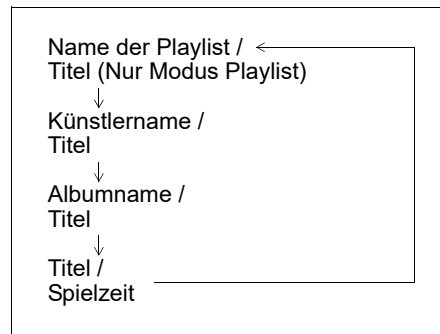 Name der Playlist /
Titel (Nur Modus Playlist)
Künstlername /
Titel
Albumname /
Titel
Titel /
Spielzeit